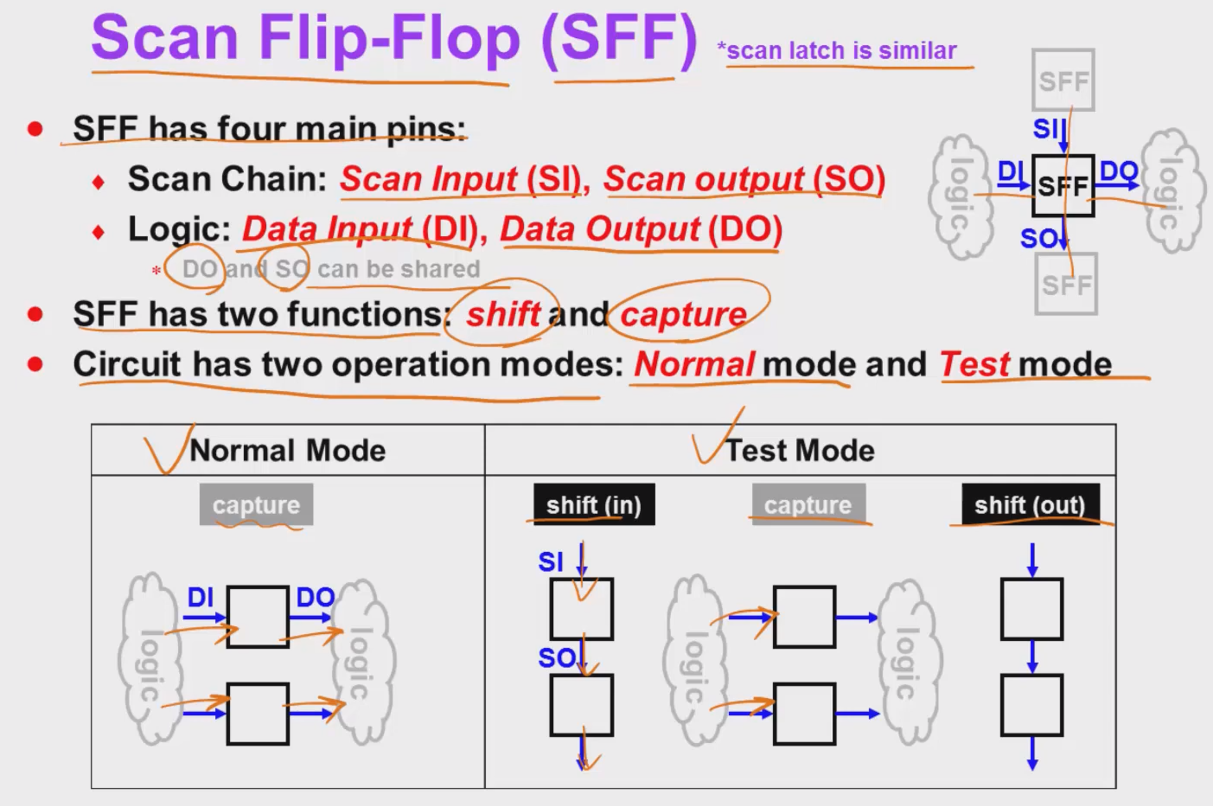 Scan Flip-Flop (SFF) *scan latch is similar
SFF
• SFF has four main pins:
SI
♦ Scan Chain: Scan Input (SI), Scan output (SO)
logic DI SFF DO logic
♦ Logic: Data Input (DI), Data Output (DO)
SO
* DO and SO can be shared
SFF
• SFF has two functions: shift and capture
• Circuit has two operation modes: Normal mode and Test mode
Normal Mode
Test Mode
capture
shift (in)
capture
shift (out)
SI
DI DO
logic logic
SO
logic logic